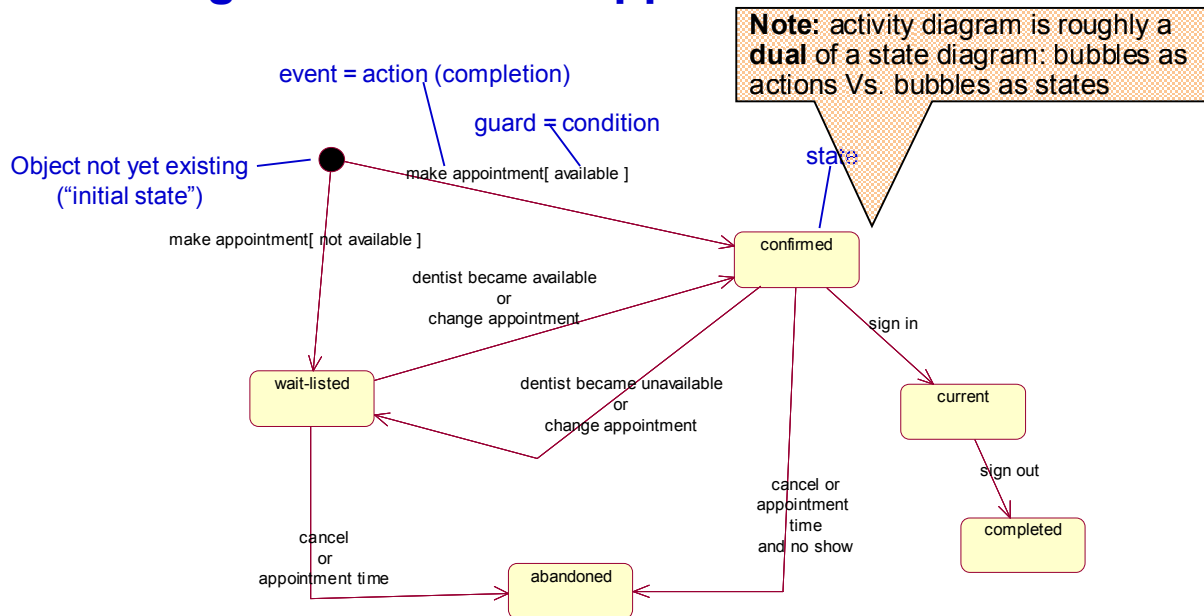 Note: activity diagram is roughly a
dual of a state diagram: bubbles as
actions Vs. bubbles as states
event = action (completion)
guard = condition
Object not yet existing
(“initial state”)
state
make appointment[ available ]
make appointment[ not available ]
confirmed
dentist became available
or
change appointment
sign in
wait-listed
dentist became unavailable
or
change appointment
current
sign out
cancel or
appointment
time
and no show
completed
cancel
or
appointment time
abandoned